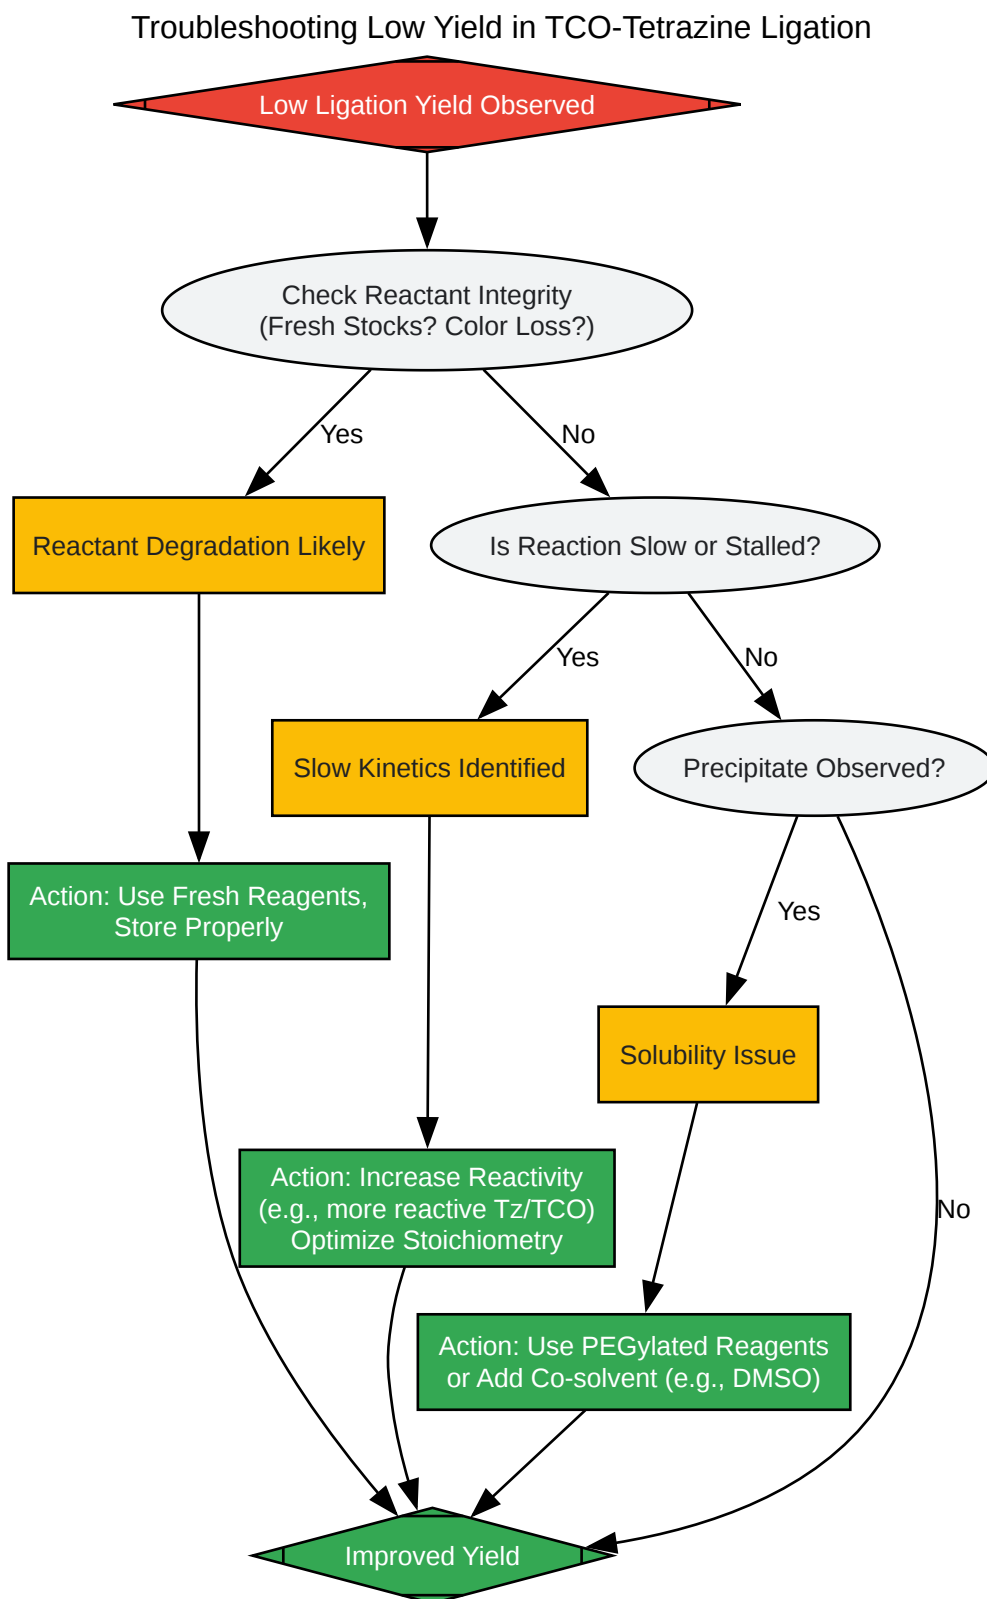 Troubleshooting Low Yield in TCO-Tetrazine Ligation
Low Ligation Yield Observed
Check Reactant Integrity
(Fresh Stocks? Color Loss?)
Yes
No
Reactant Degradation Likely
Is Reaction Slow or Stalled?
Yes
No
Slow Kinetics Identified
Precipitate Observed?
Action: Use Fresh Reagents,
Store Properly
Yes
Solubility Issue
Action: Increase Reactivity
(e.g., more reactive Tz/TCO)
Optimize Stoichiometry
No
Action: Use PEGylated Reagents
or Add Co-solvent (e.g., DMSO)
Improved Yield